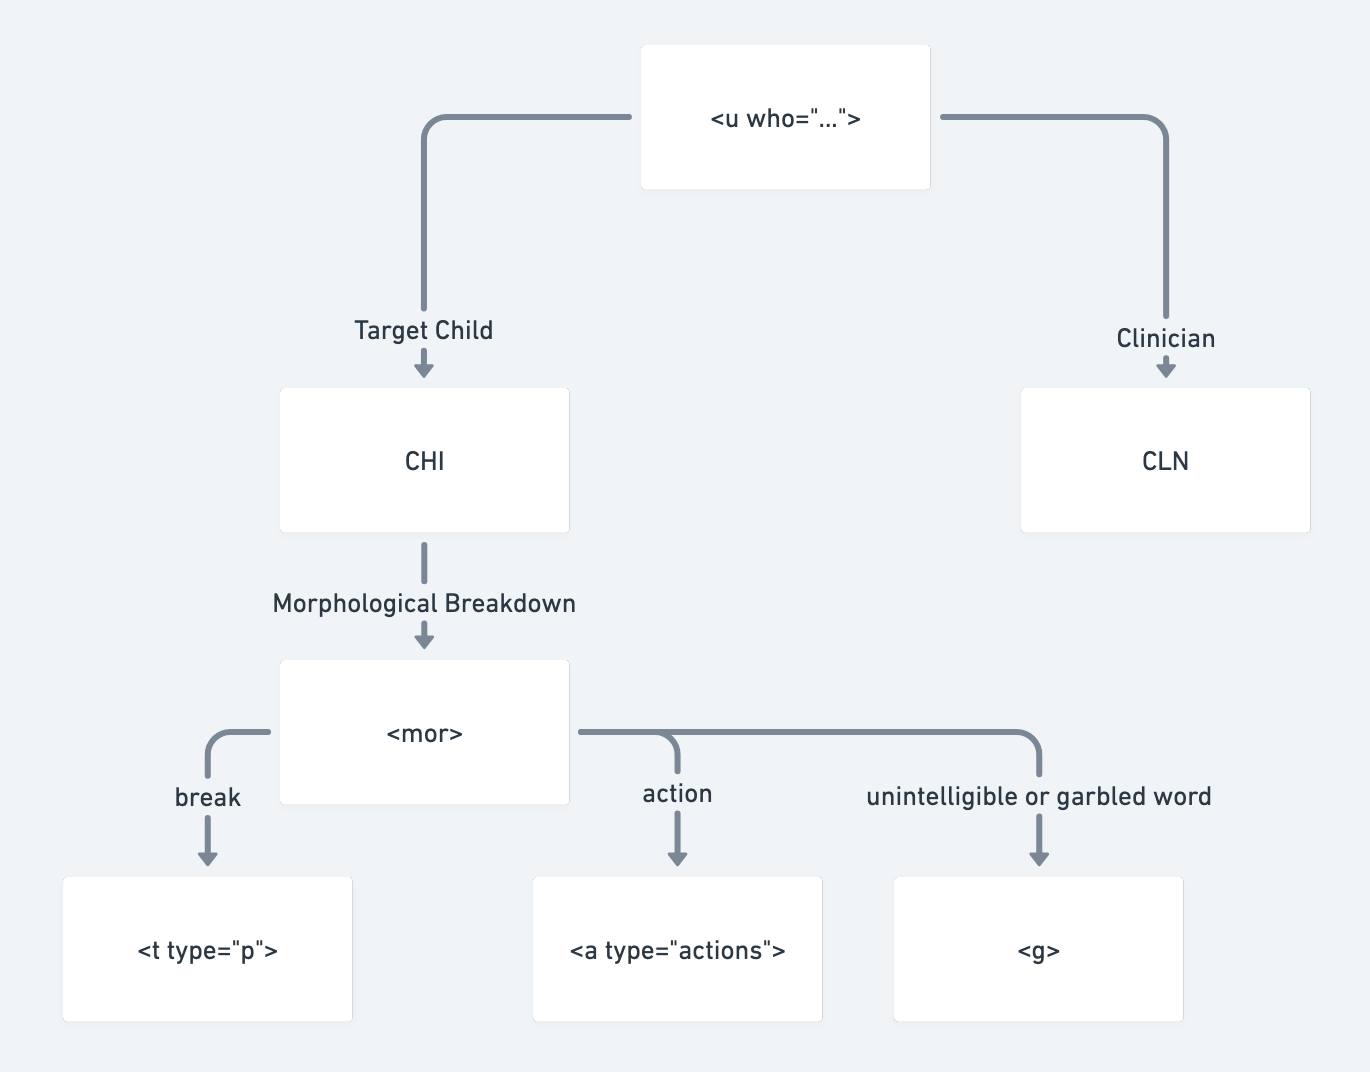 <u who="...">
Target Child
Clinician
CHI
CLN
Morphological Breakdown
<mor>
break
action
unintelligible or garbled word
<t type="p">
<a type="actions">
<g>